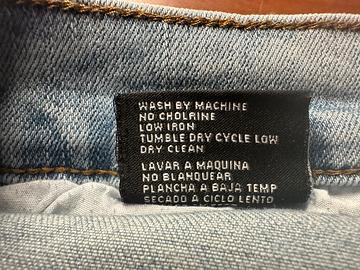 WASH BY MACHINE
NO CHOLRINE
LOW IRON
TUMBLE DRY CYCLE LOW
DRY CLEAN
LAVAR A MAQUINA
NO BLANQUEAR
PLANCHA A BAJA TEMP
SECADO A CICLO LENTO